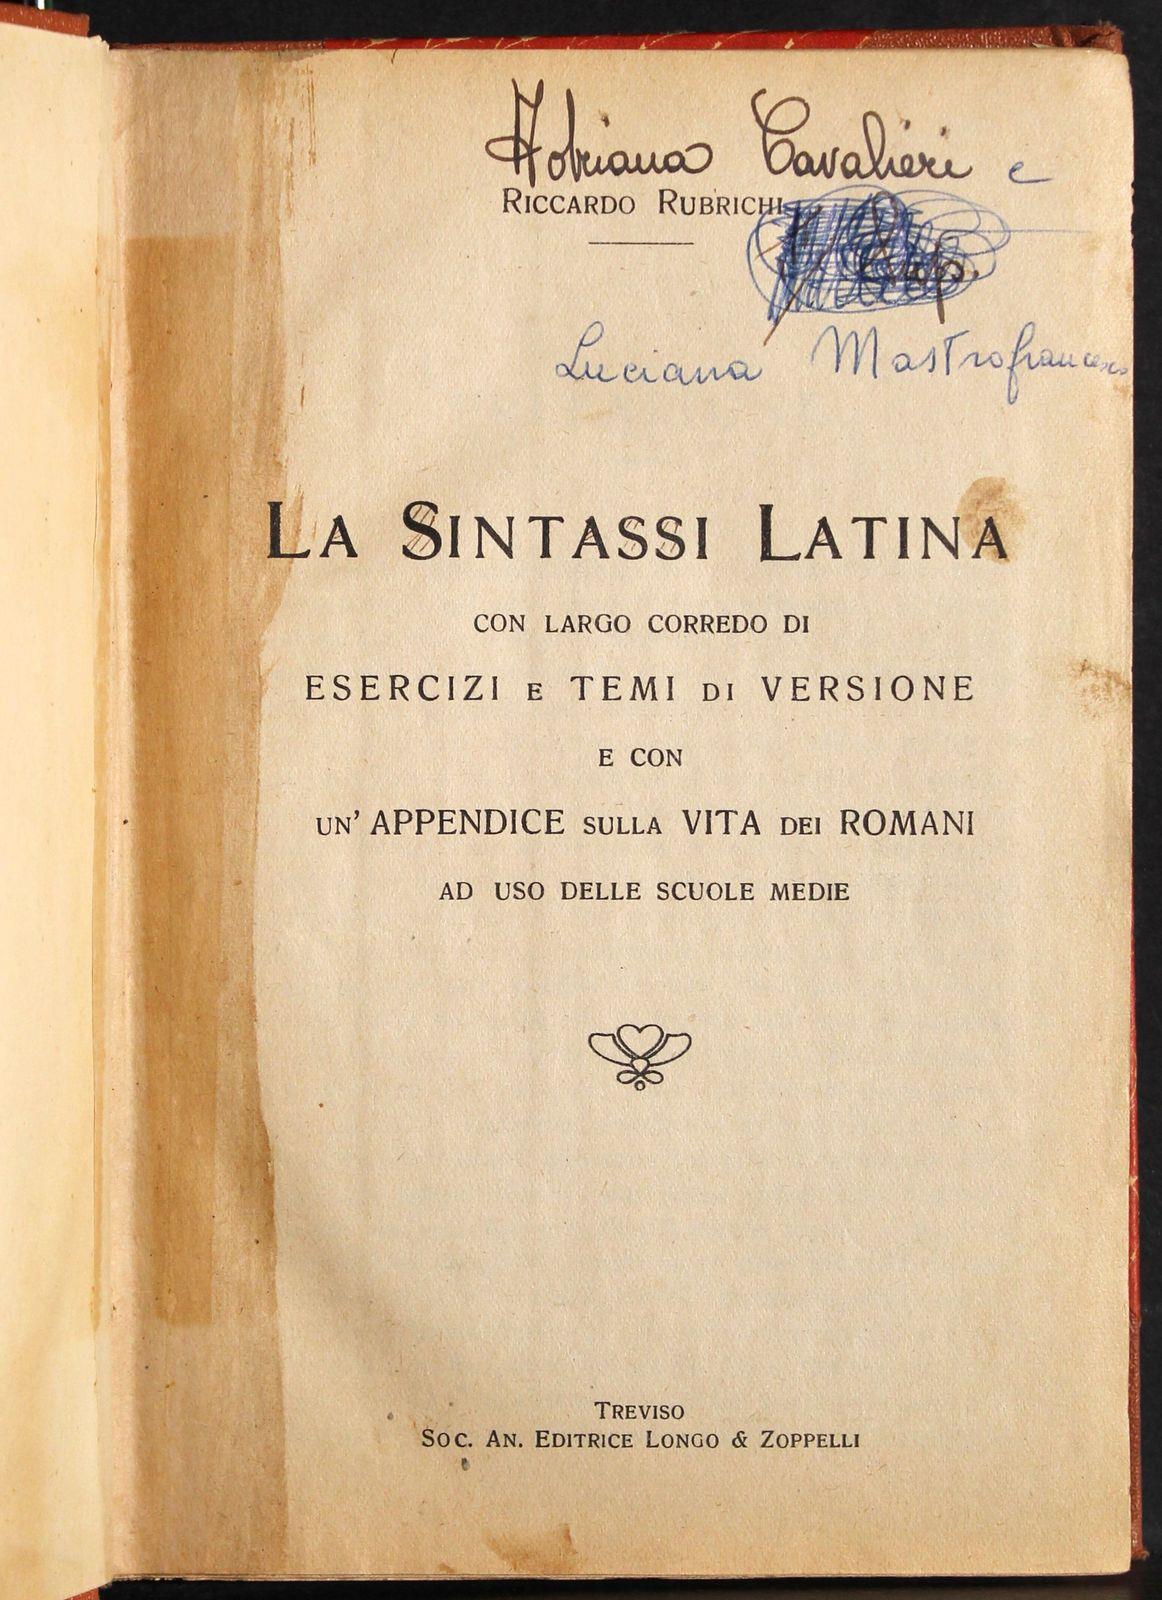 Adriana Cavalieri e
RICCARDO RUBRICHI
Luciana Mastrofrancesco
LA SINTASSI LATINA
CON LARGO CORREDO DI
ESERCIZI E TEMI DI VERSIONE
E CON
UN' APPENDICE SULLA VITA DEI ROMANI
AD USO DELLE SCUOLE MEDIE
TREVISO
SOC. AN. EDITRICE LONGO & ZOPPELLI